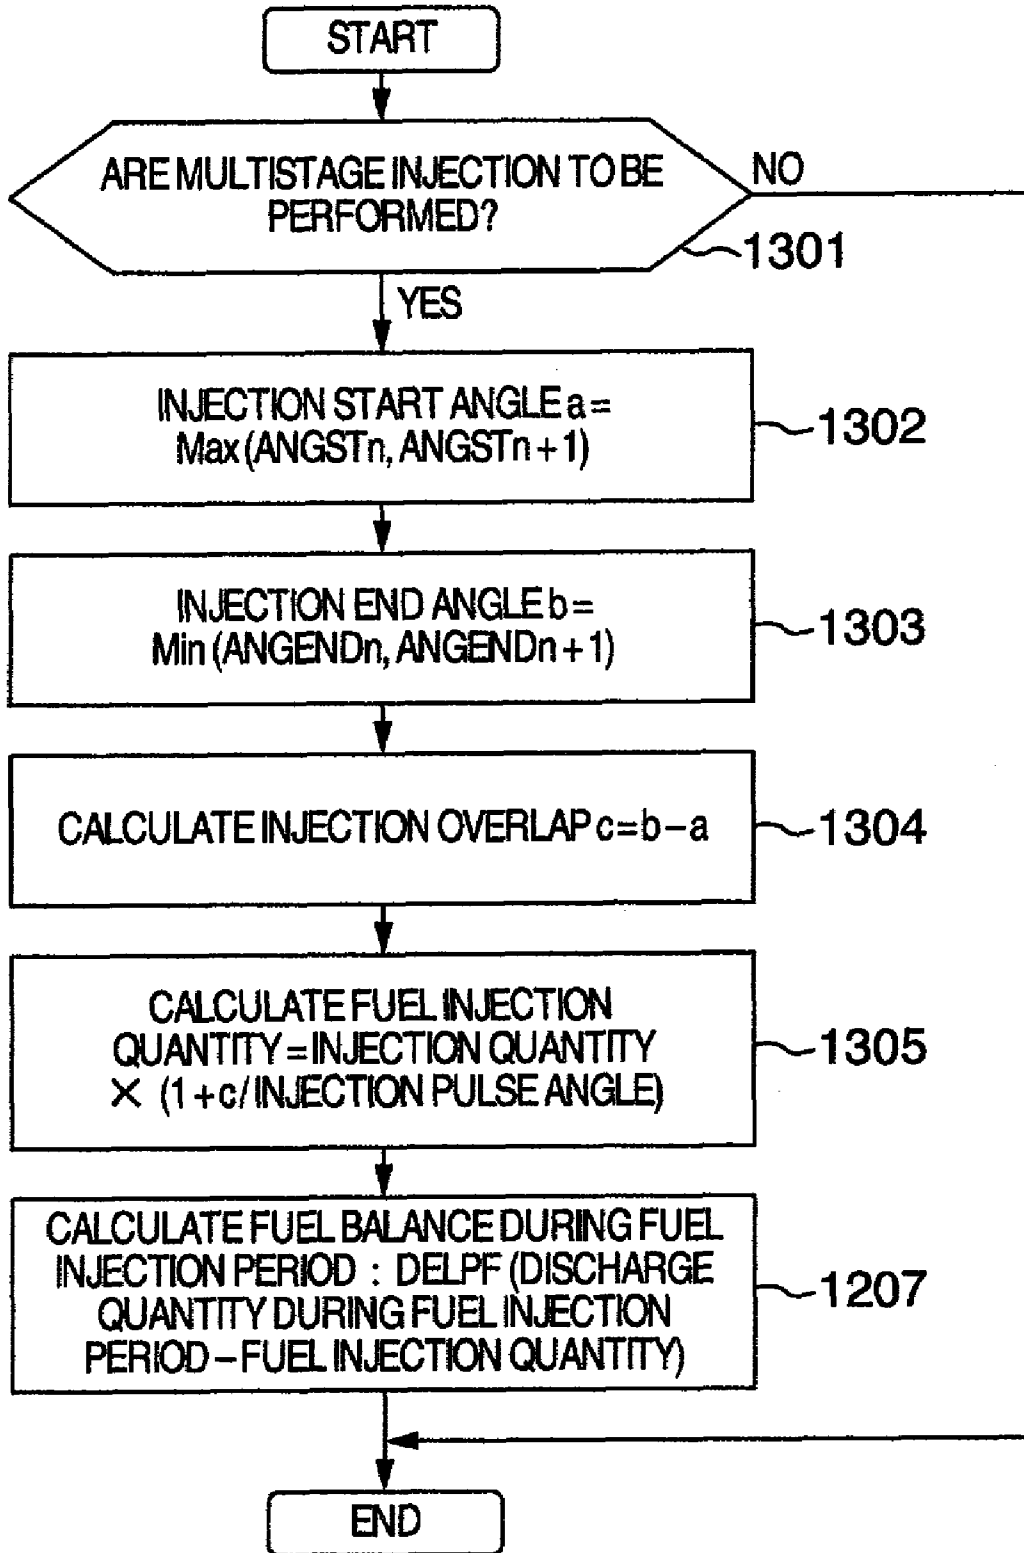 START
ARE MULTISTAGE INJECTION TO BE
PERFORMED?
NO
1301
YES
INJECTION START ANGLE a =
Max (ANGSTn, ANGSTn + 1)
1302
INJECTION END ANGLE b =
Min (ANGENDn, ANGENDn + 1)
1303
CALCULATE INJECTION OVERLAP c = b – a
1304
CALCULATE FUEL INJECTION
QUANTITY = INJECTION QUANTITY
× (1 + c / INJECTION PULSE ANGLE)
1305
CALCULATE FUEL BALANCE DURING FUEL
INJECTION PERIOD : DELPF (DISCHARGE
QUANTITY DURING FUEL INJECTION
PERIOD – FUEL INJECTION QUANTITY)
1207
END